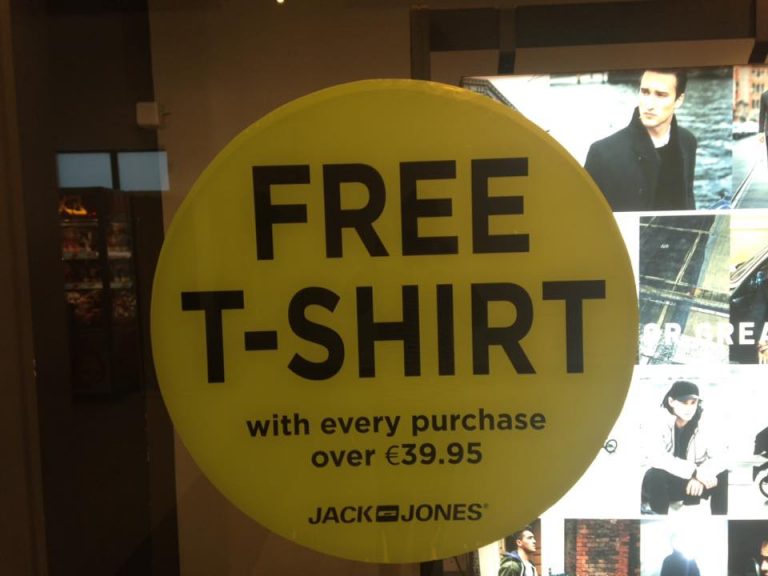 FREE
T-SHIRT
with every purchase
over €39.95
JACK JONES®